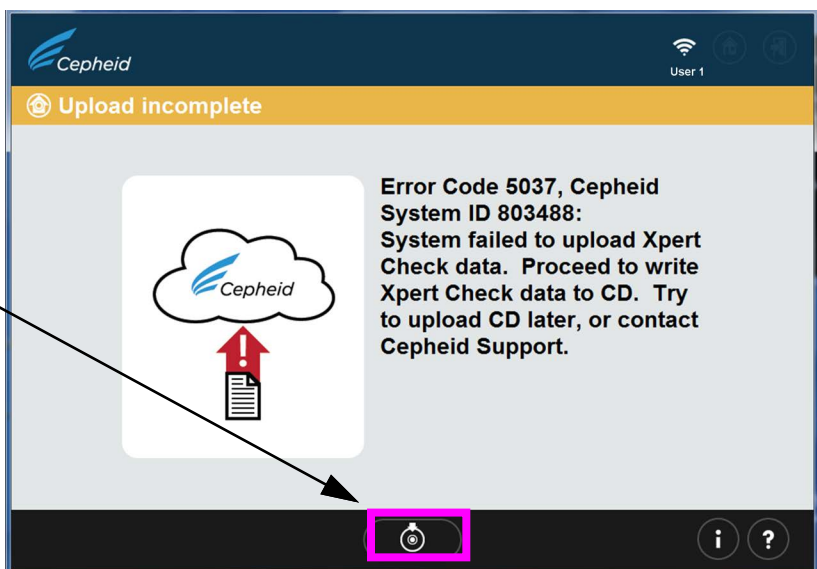 Cepheid
User 1
Upload incomplete
Error Code 5037, Cepheid
System ID 803488:
System failed to upload Xpert
Check data.  Proceed to write
Xpert Check data to CD.  Try
to upload CD later, or contact
Cepheid Support.
Cepheid
!
i ?